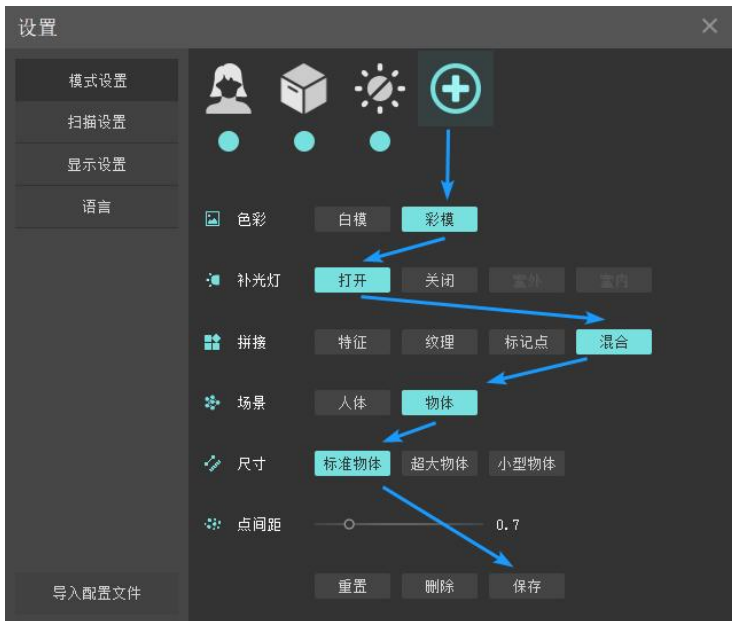 设置
模式设置
扫描设置
显示设置
语言
色彩 白模 彩模
补光灯 打开 关闭 室外 室内
拼接 特征 纹理 标记点 混合
场景 人体 物体
尺寸 标准物体 超大物体 小型物体
点间距 0.7
导入配置文件 重置 删除 保存